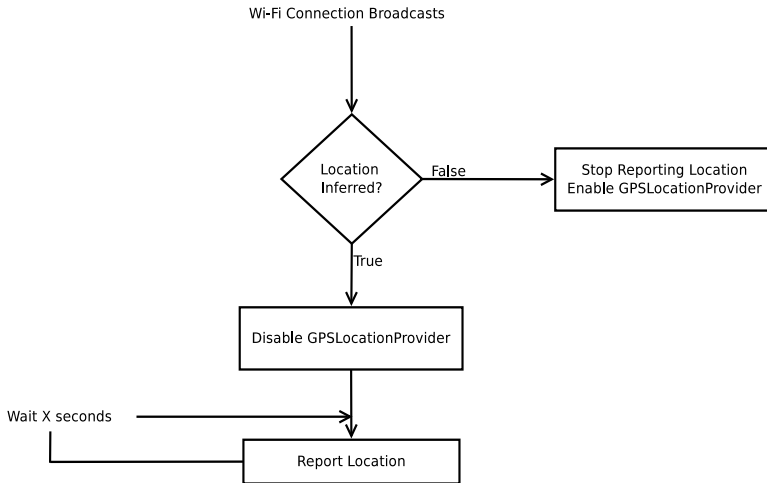 Wi-Fi Connection Broadcasts
Location
Inferred?
False
Stop Reporting Location
Enable GPSLocationProvider
True
Disable GPSLocationProvider
Wait X seconds
Report Location